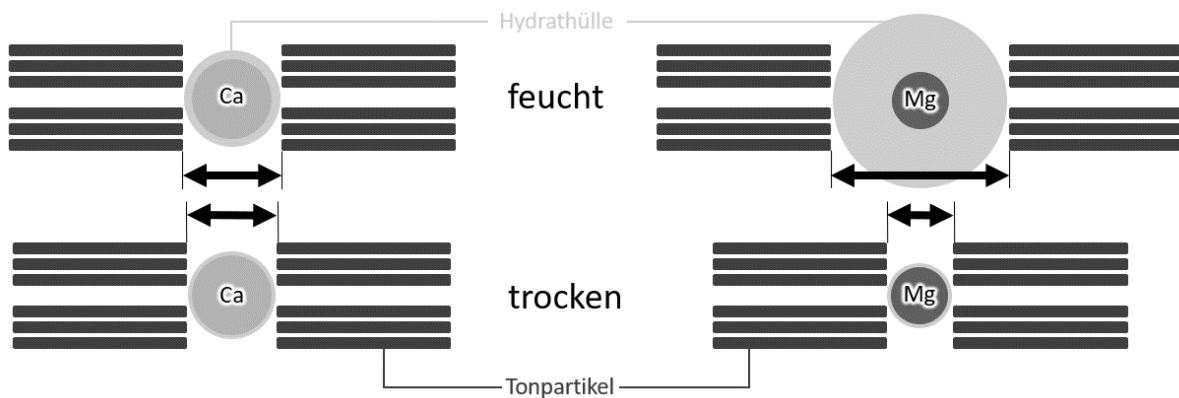 Hydrathülle
Ca
feucht
Mg
Ca
trocken
Mg
Tonpartikel